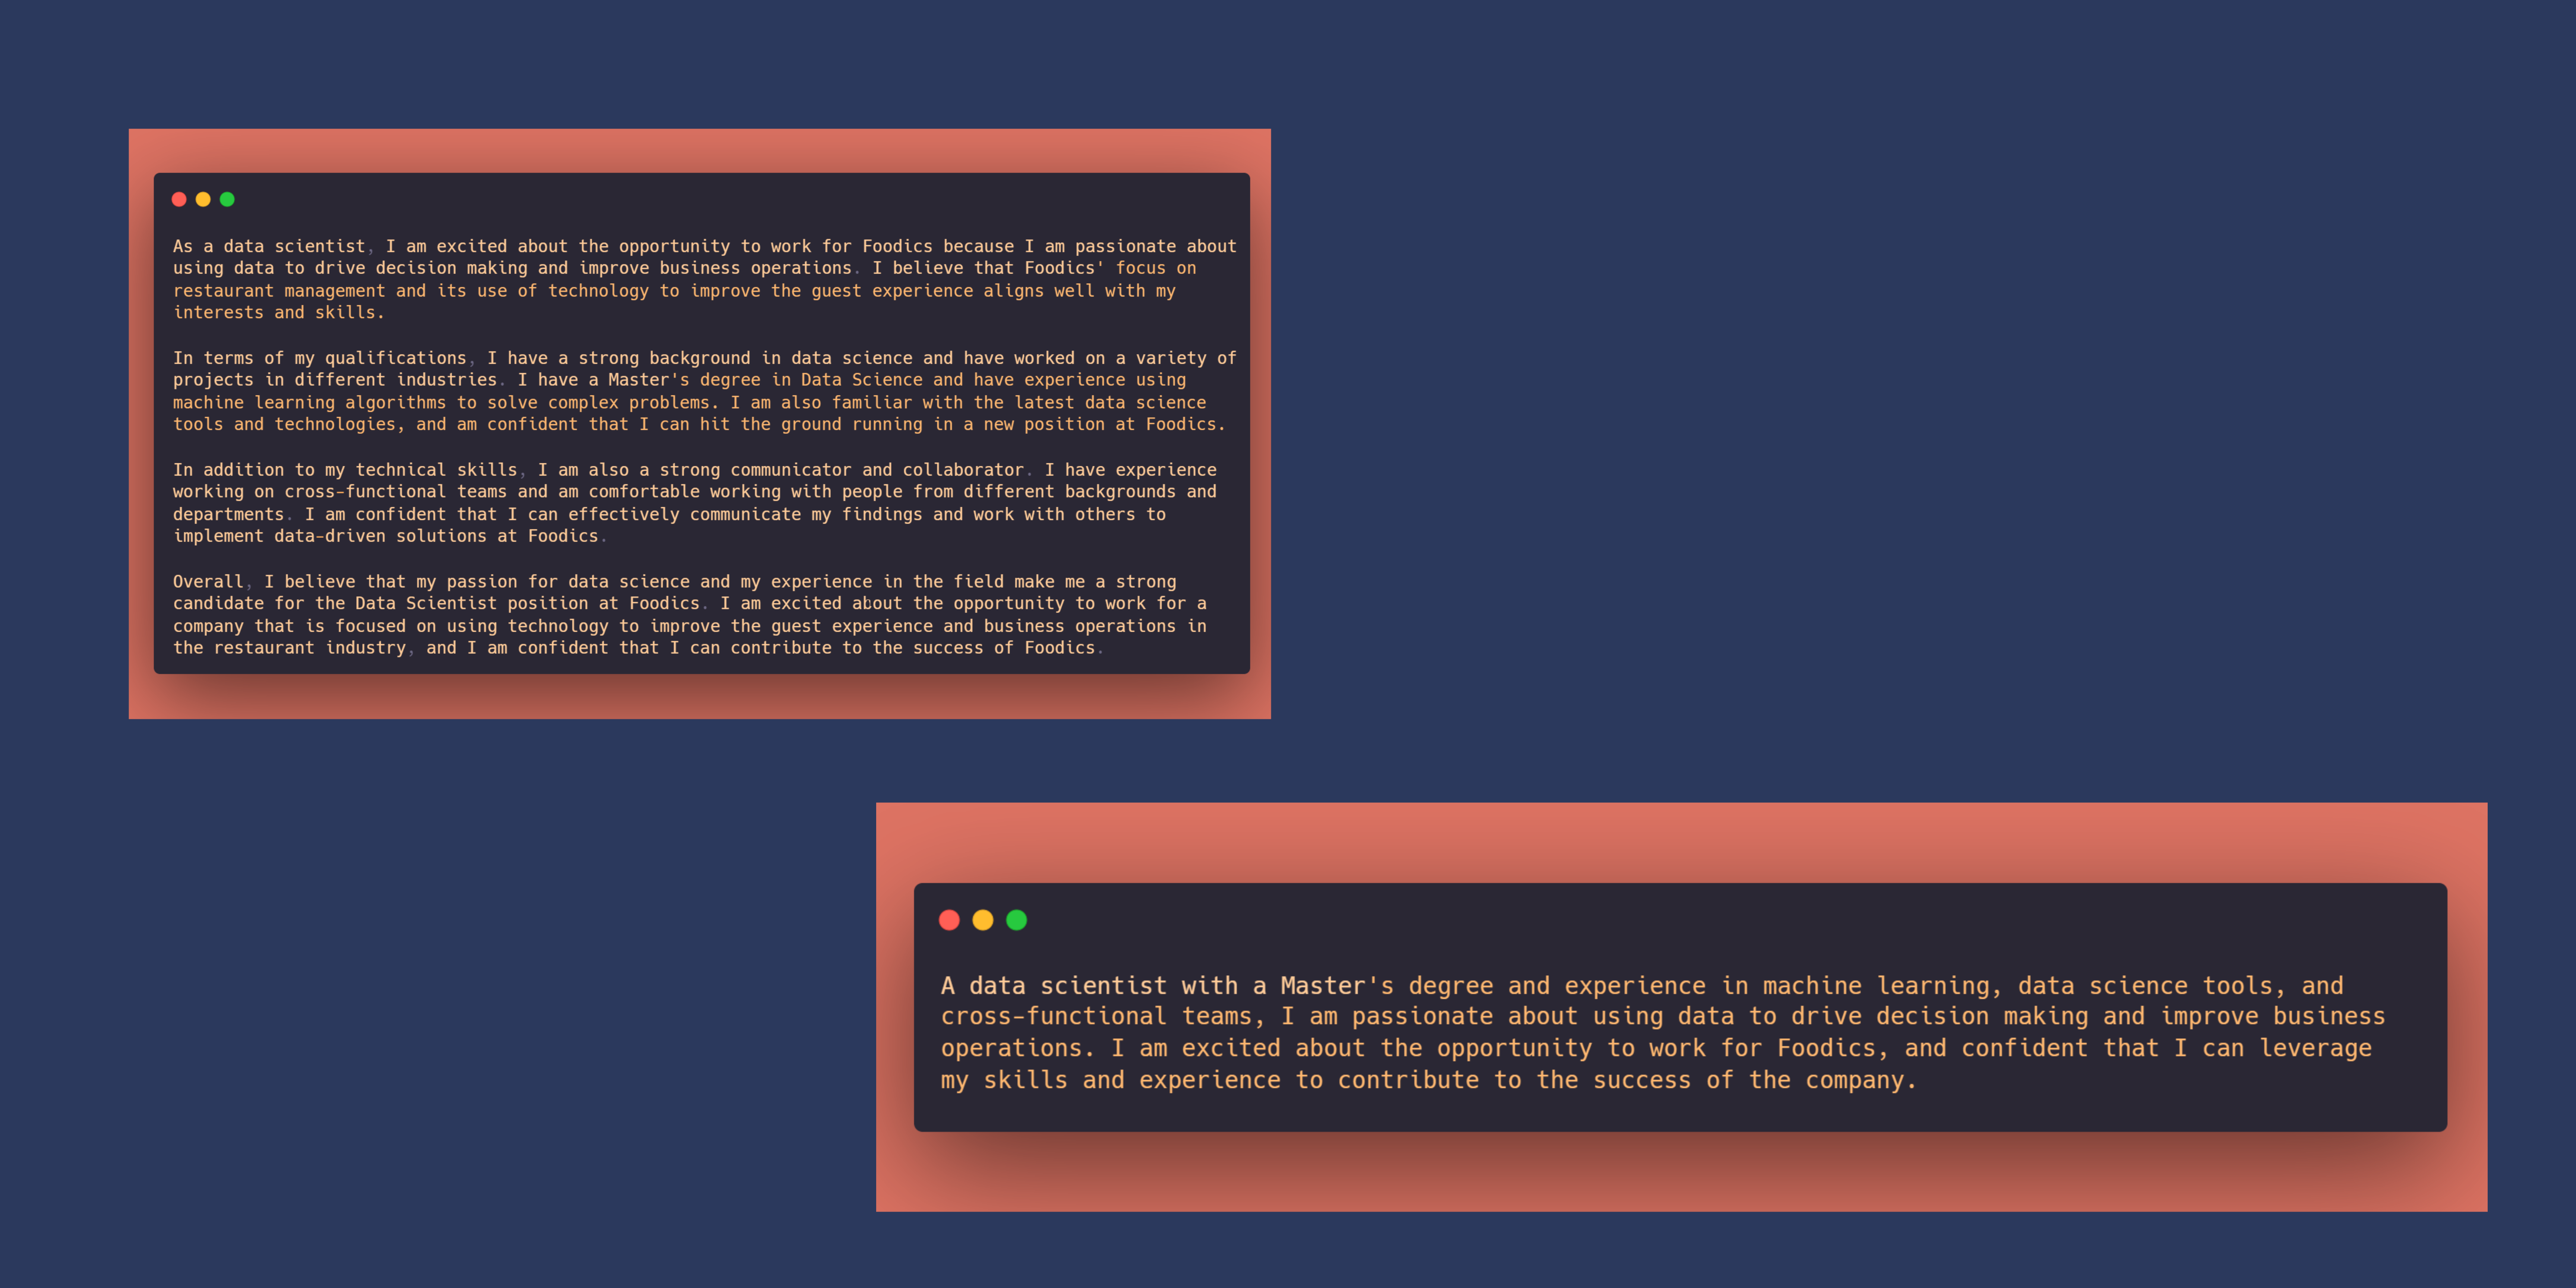 As a data scientist, I am excited about the opportunity to work for Foodics because I am passionate about
using data to drive decision making and improve business operations. I believe that Foodics' focus on
restaurant management and its use of technology to improve the guest experience aligns well with my
interests and skills.
In terms of my qualifications, I have a strong background in data science and have worked on a variety of
projects in different industries. I have a Master's degree in Data Science and have experience using
machine learning algorithms to solve complex problems. I am also familiar with the latest data science
tools and technologies, and am confident that I can hit the ground running in a new position at Foodics.
In addition to my technical skills, I am also a strong communicator and collaborator. I have experience
working on cross-functional teams and am comfortable working with people from different backgrounds and
departments. I am confident that I can effectively communicate my findings and work with others to
implement data-driven solutions at Foodics.
Overall, I believe that my passion for data science and my experience in the field make me a strong
candidate for the Data Scientist position at Foodics. I am excited about the opportunity to work for a
company that is focused on using technology to improve the guest experience and business operations in
the restaurant industry, and I am confident that I can contribute to the success of Foodics.
A data scientist with a Master's degree and experience in machine learning, data science tools, and
cross-functional teams, I am passionate about using data to drive decision making and improve business
operations. I am excited about the opportunity to work for Foodics, and confident that I can leverage
my skills and experience to contribute to the success of the company.